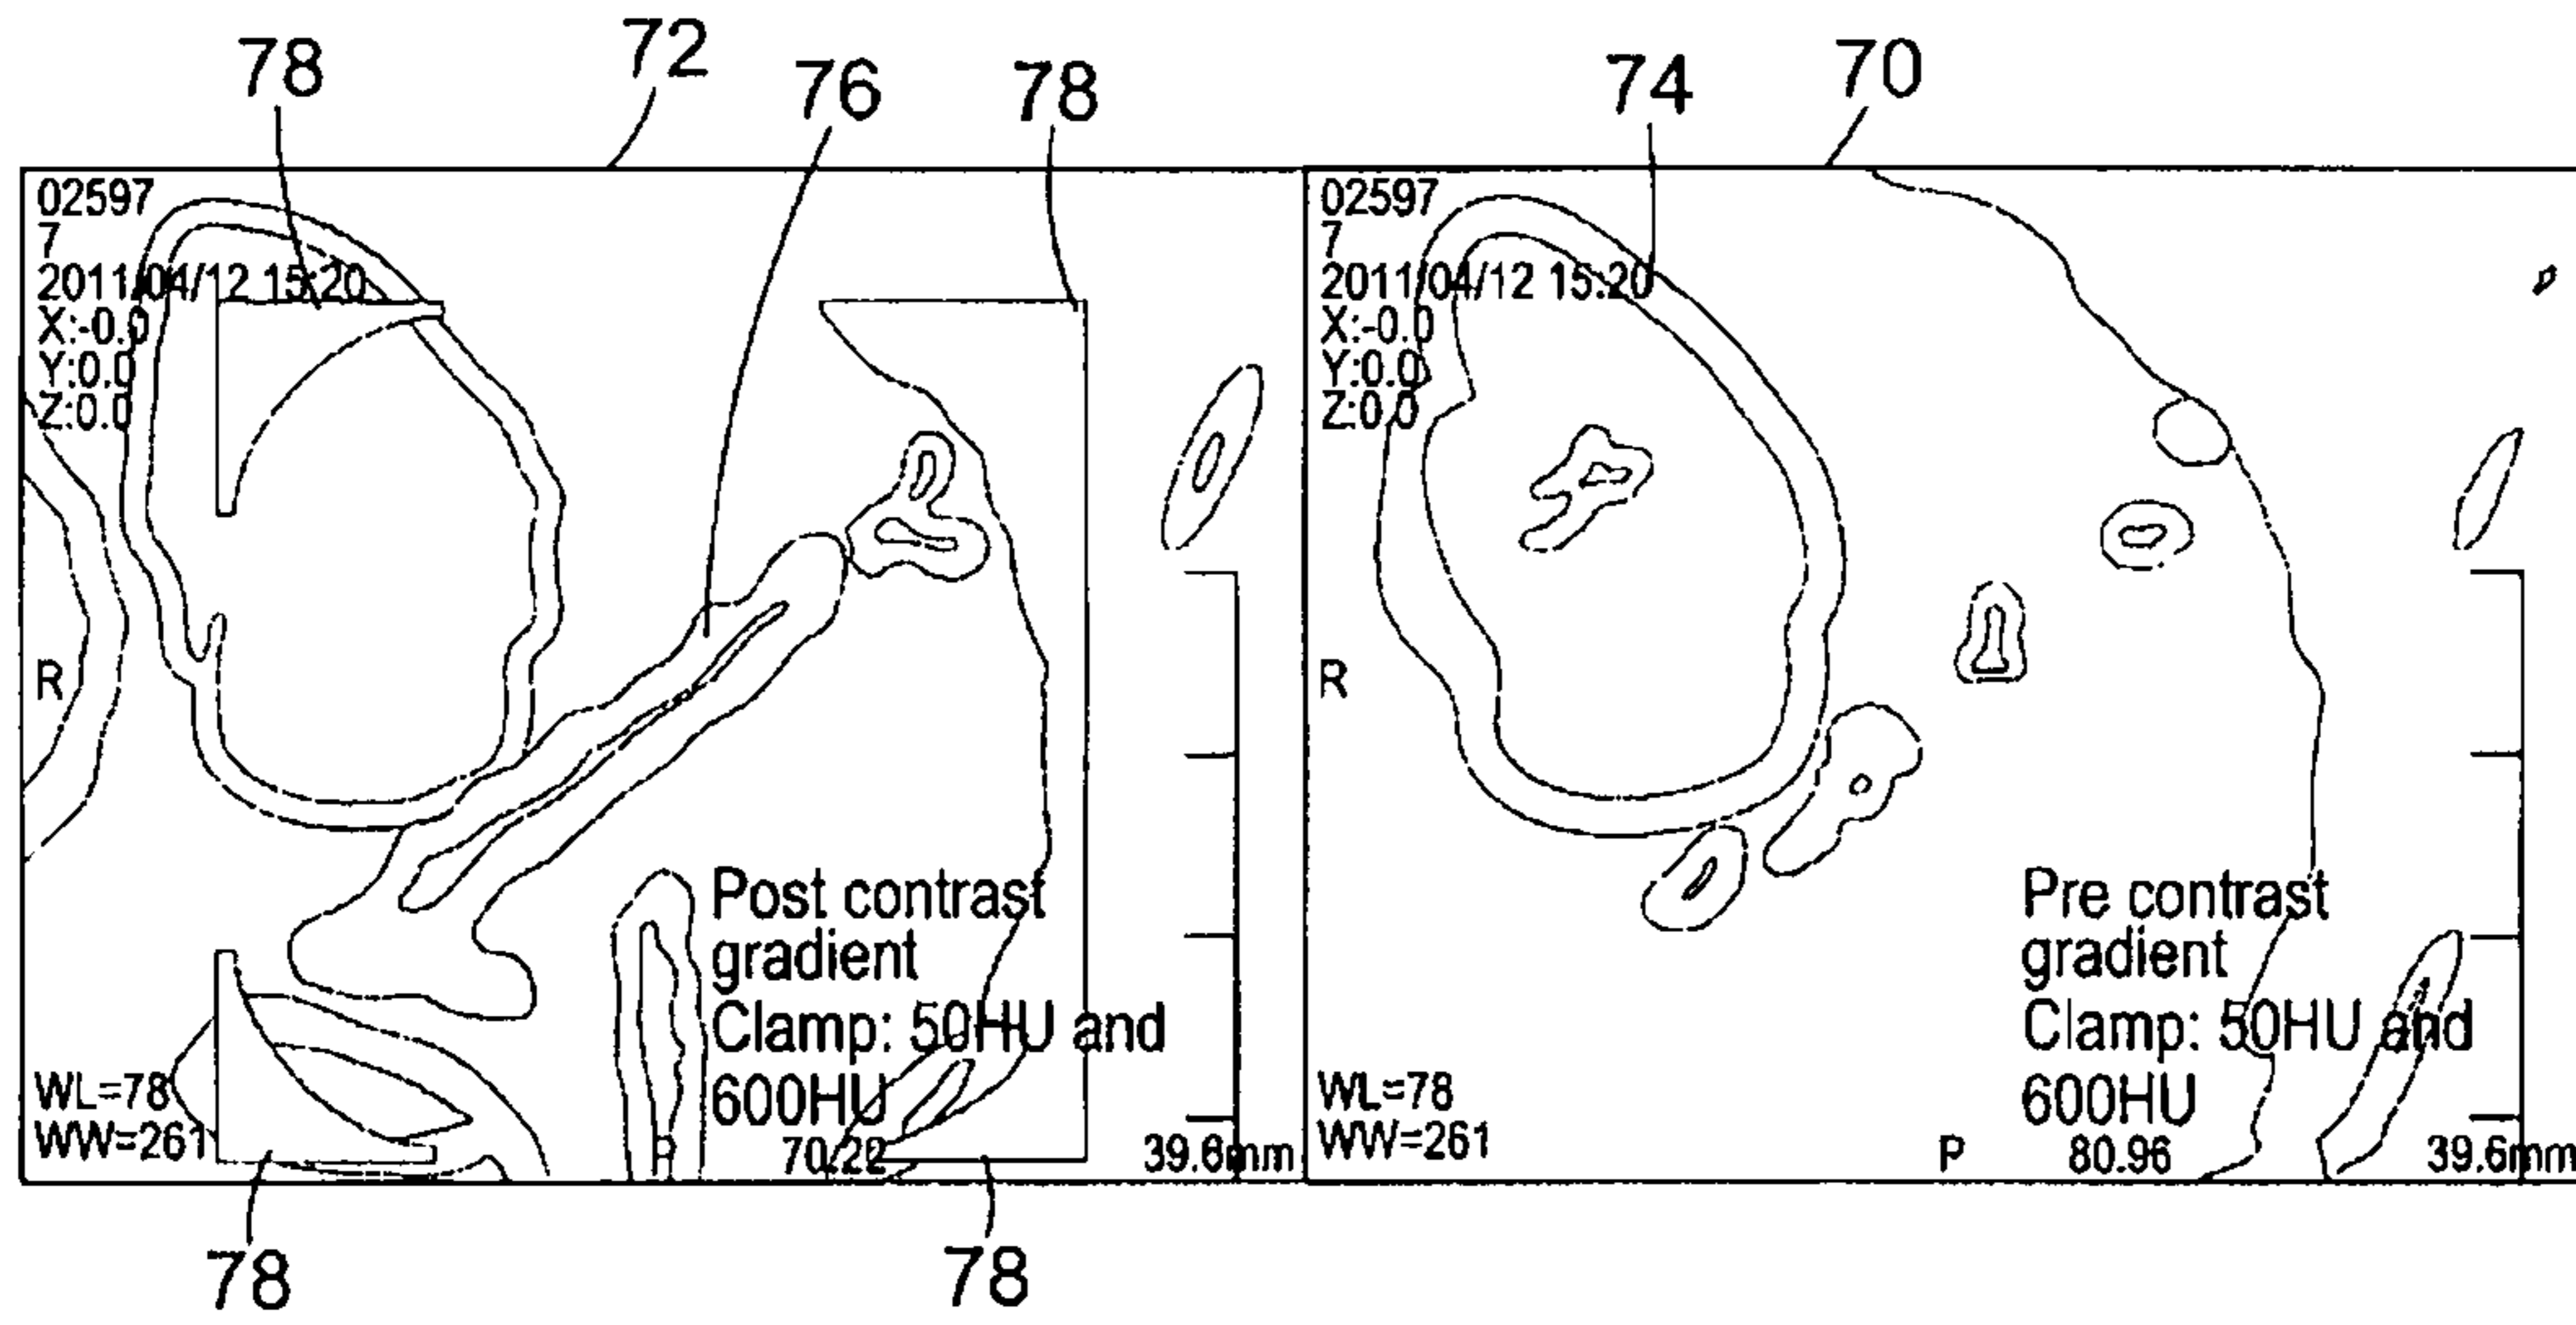 72
78
76
78
74
70
02597
7
2011/04/12 15:20
X:-0.0
Y:0.0
Z:0.0
R
Post contrast
gradient
Clamp: 50HU and
600HU
WL=78
WW=261
P
70.22
39.6mm
02597
7
2011/04/12 15:20
X:-0.0
Y:0.0
Z:0.0
R
Pre contrast
gradient
Clamp: 50HU and
600HU
WL=78
WW=261
P
80.96
39.6mm
78
78